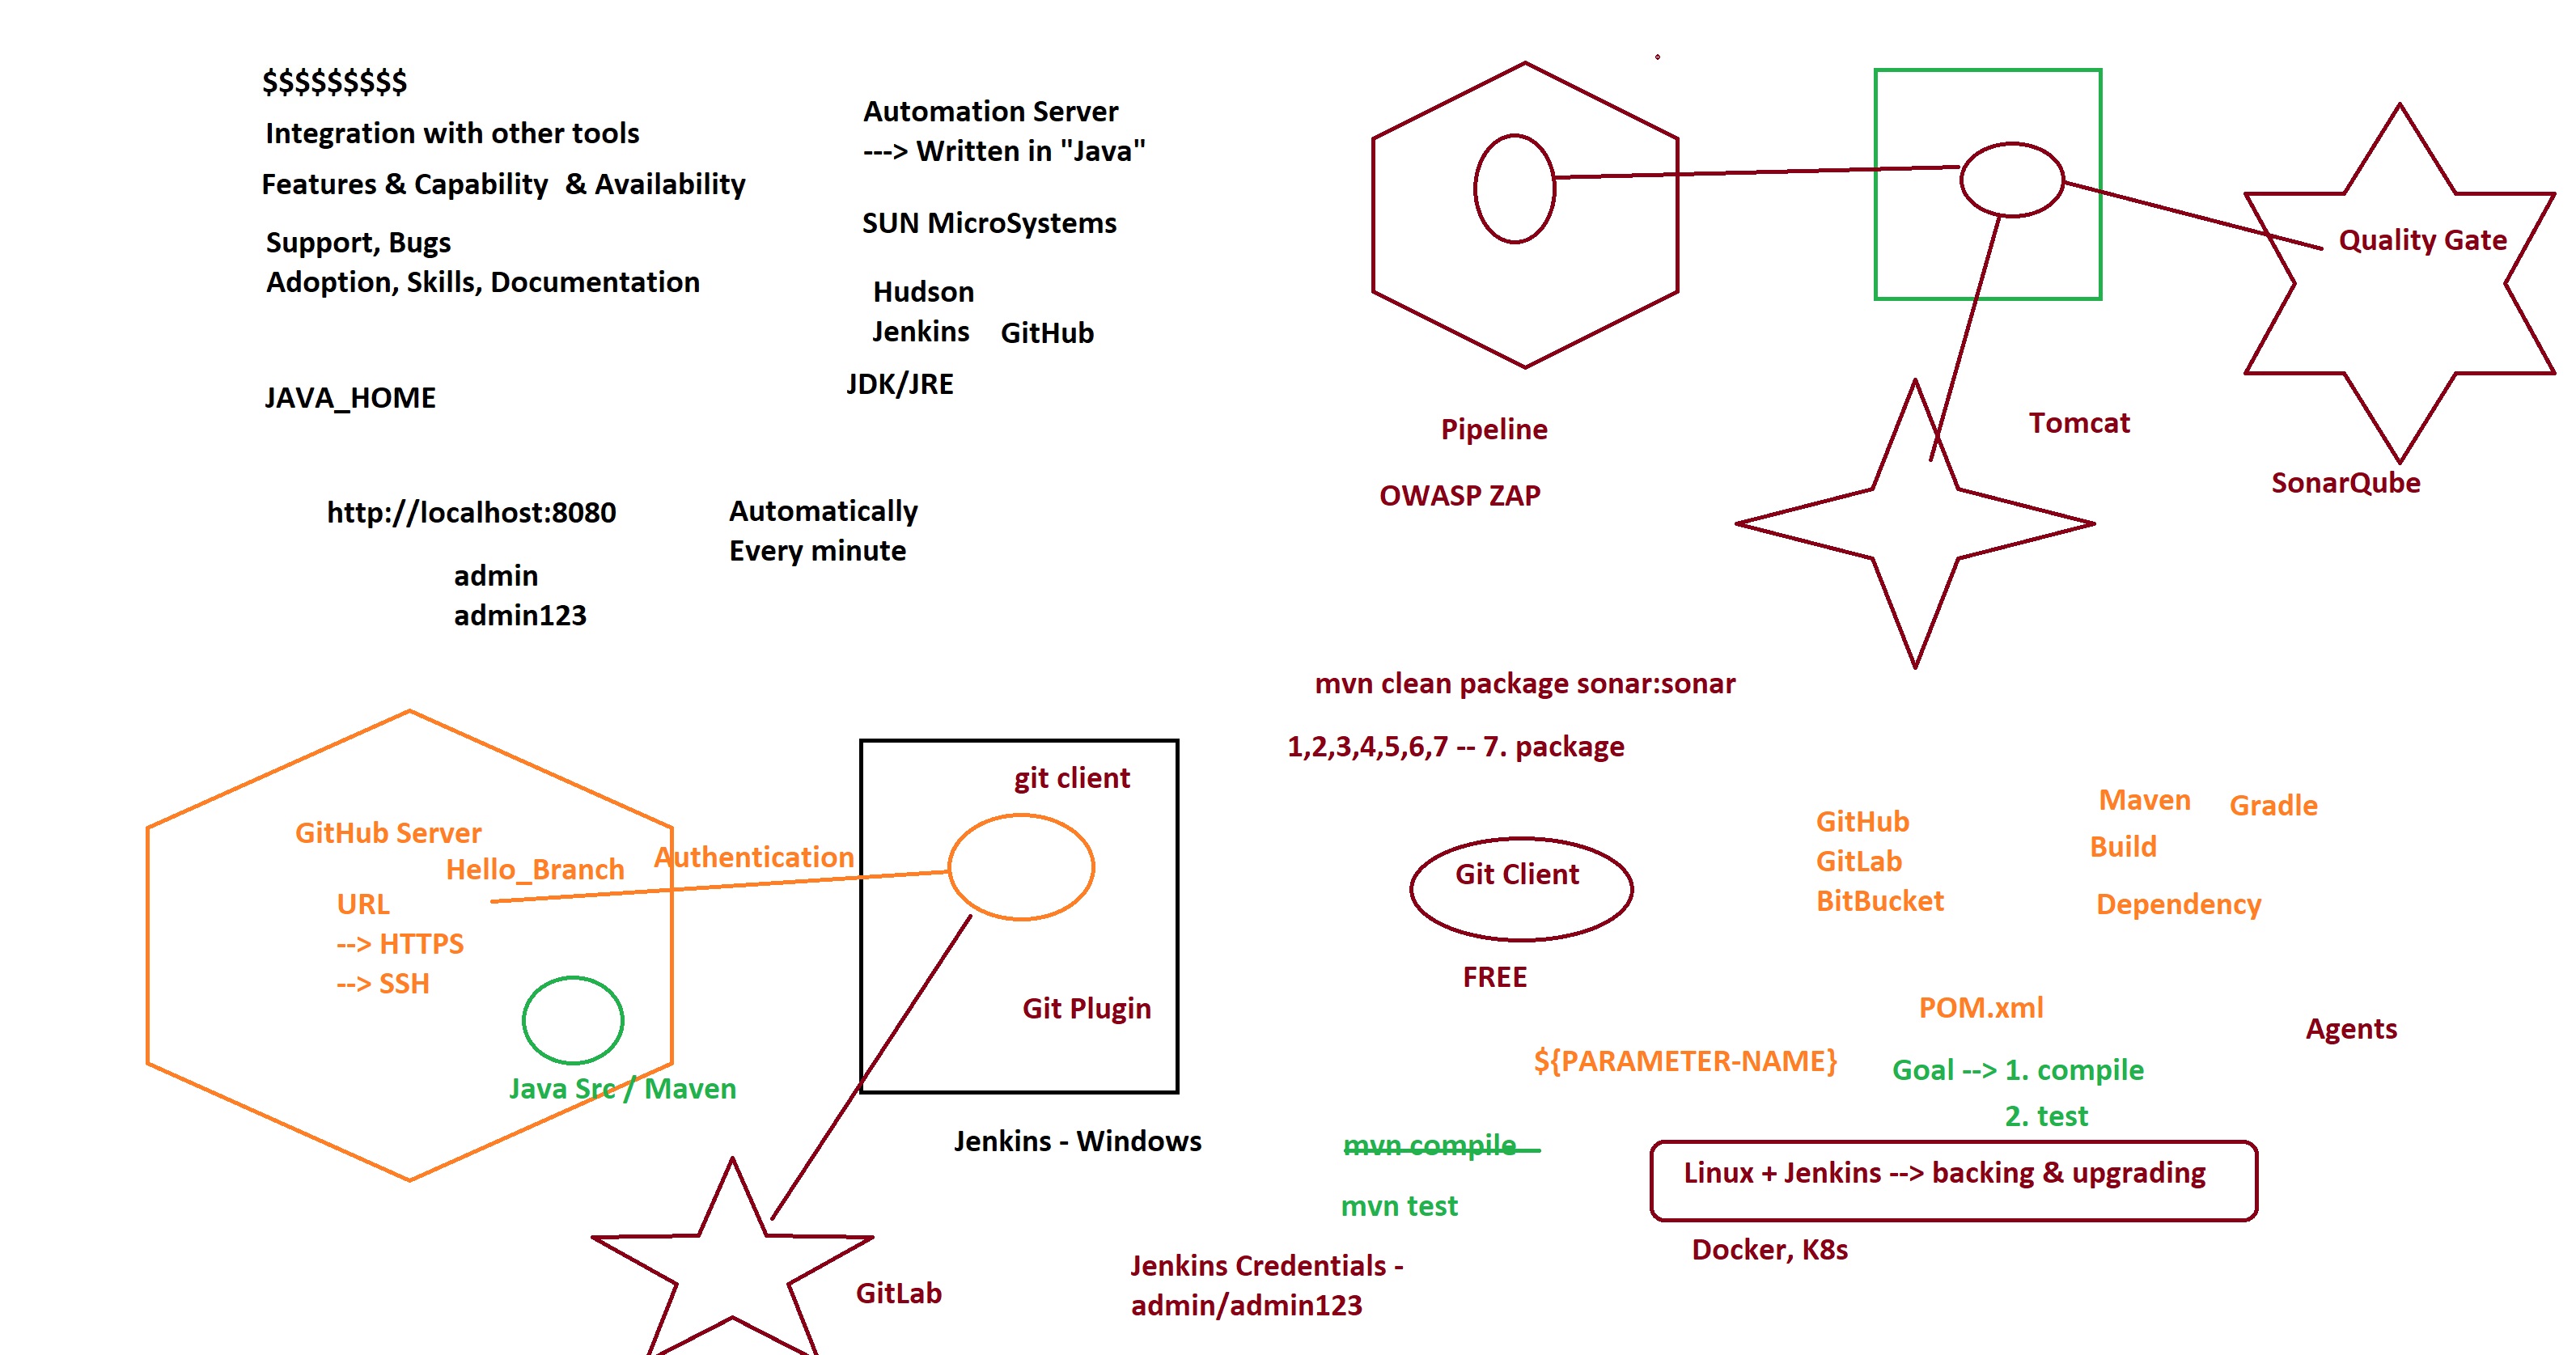 $$$$$$$$$
Integration with other tools
Features & Capability  & Availability
Support, Bugs
Adoption, Skills, Documentation
JAVA_HOME
Automation Server
---> Written in "Java"
SUN MicroSystems
Hudson
Jenkins
GitHub
JDK/JRE
http://localhost:8080
admin
admin123
Automatically
Every minute
Quality Gate
Pipeline
OWASP ZAP
Tomcat
SonarQube
mvn clean package sonar:sonar
1,2,3,4,5,6,7 -- 7. package
GitHub Server
Hello_Branch
Authentication
URL
--> HTTPS
--> SSH
Java Src / Maven
git client
Git Plugin
Jenkins - Windows
GitLab
Git Client
FREE
GitHub
GitLab
BitBucket
Maven
Gradle
Build
Dependency
POM.xml
Agents
${PARAMETER-NAME}
Goal --> 1. compile
2. test
mvn compile
mvn test
Linux + Jenkins --> backing & upgrading
Docker, K8s
Jenkins Credentials -
admin/admin123